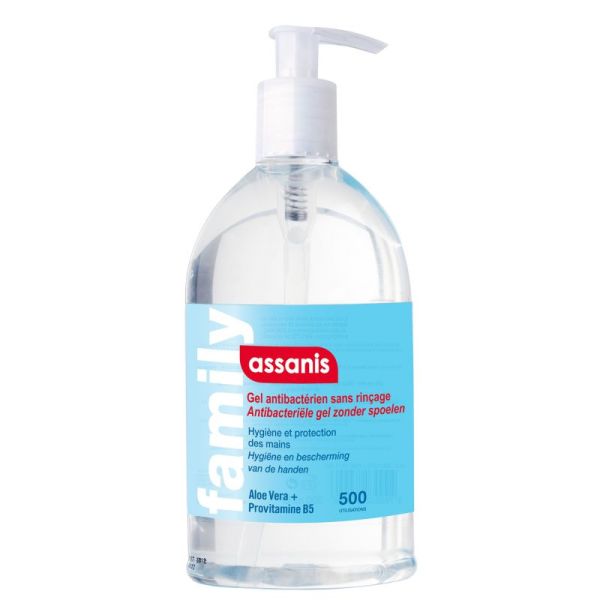 family
assanis
Gel antibactérien sans rinçage
Antibacteriële gel zonder spoelen
Hygiène et protection
des mains
Hygiëne en bescherming
van de handen
Aloe Vera +
Provitamine B5
500
UTILISATIONS